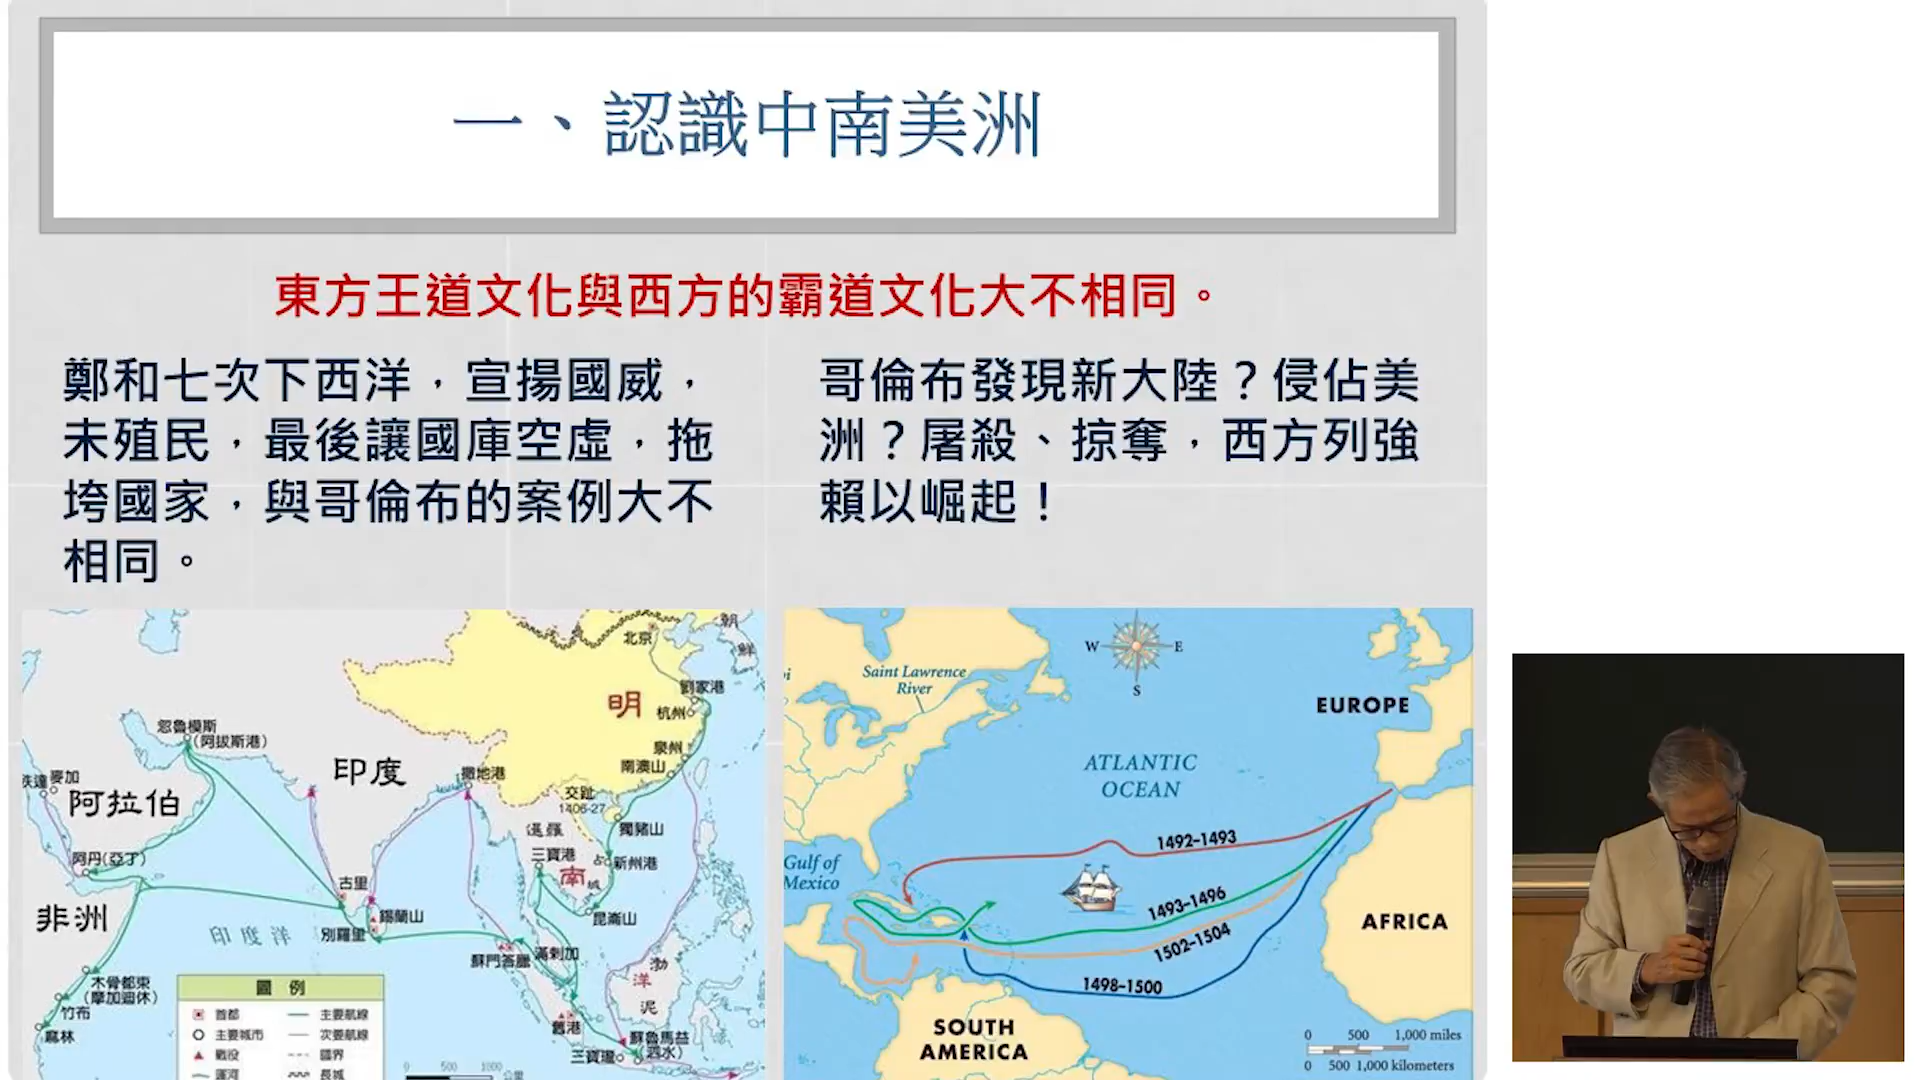 一、認識中南美洲
東方王道文化與西方的霸道文化大不相同。
鄭和七次下西洋，宣揚國威，
未殖民，最後讓國庫空虛，拖
垮國家，與哥倫布的案例大不
相同。
哥倫布發現新大陸？侵佔美
洲？屠殺、掠奪，西方列強
賴以崛起！
北京
朝
鮮
劉家港
明
杭州
泉州
南澳山
忽魯模斯
(阿拔斯港)
印度
撒地港
麥加
阿拉伯
交趾
1406-27
獨豬山
暹羅
三寶港
新州港
阿丹(亞丁)
古里
南
錫蘭山
崑崙山
非洲
印度洋
別羅里
蘇門答臘
滿剌加
渤
洋
泥
木骨都東
(摩加迪休)
竹布
麻林
舊港
蘇魯馬益
(泗水)
三寶壟
圖例
首都
主要航線
主要城市
次要航線
戰役
國界
運河
長城
0 500 1000 公里
Saint Lawrence
River
W E
S
EUROPE
ATLANTIC
OCEAN
Gulf of
Mexico
1492–1493
1493–1496
1502–1504
1498–1500
AFRICA
SOUTH
AMERICA
0 500 1,000 miles
0 500 1,000 kilometers